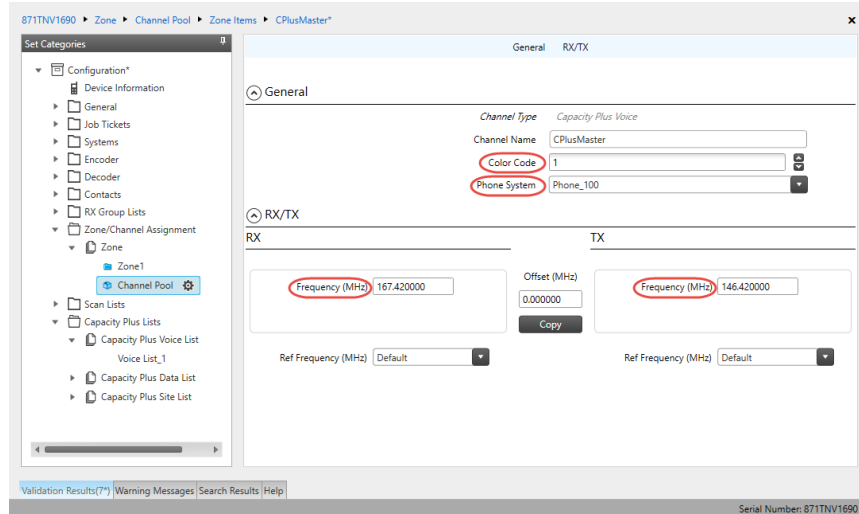 871TNV1690 Zone Channel Pool Zone Items CPlusMaster*
Set Categories
General RX/TX
Configuration*
Device Information
General
Job Tickets
Systems
Encoder
Decoder
Contacts
RX Group Lists
Zone/Channel Assignment
Zone
Zone1
Channel Pool
Scan Lists
Capacity Plus Lists
Capacity Plus Voice List
Voice List_1
Capacity Plus Data List
Capacity Plus Site List
General
Channel Type Capacity Plus Voice
Channel Name CPlusMaster
Color Code 1
Phone System Phone_100
RX/TX
RX TX
Frequency (MHz) 167.420000
Offset (MHz)
0.000000
Copy
Frequency (MHz) 146.420000
Ref Frequency (MHz) Default
Ref Frequency (MHz) Default
Validation Results(7*) Warning Messages Search Results Help
Serial Number: 871TNV1690